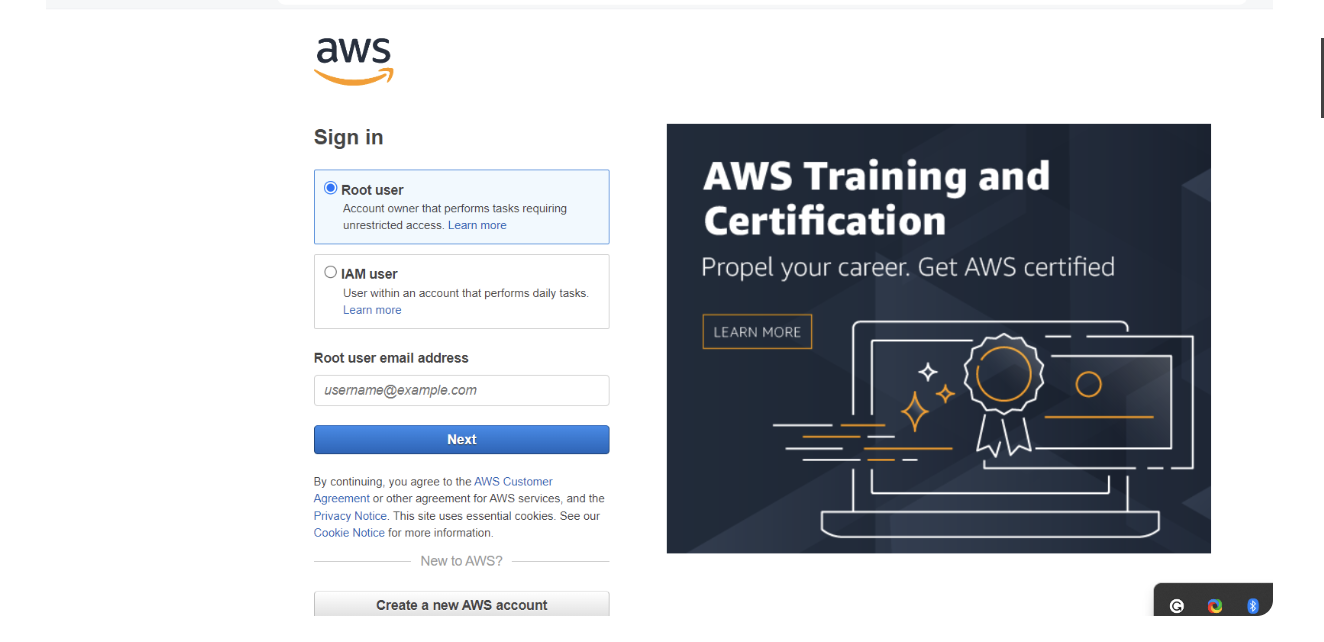 aws
Sign in
Root user
Account owner that performs tasks requiring
unrestricted access. Learn more
IAM user
User within an account that performs daily tasks.
Learn more
Root user email address
username@example.com
Next
By continuing, you agree to the AWS Customer
Agreement or other agreement for AWS services, and the
Privacy Notice. This site uses essential cookies. See our
Cookie Notice for more information.
New to AWS?
Create a new AWS account
AWS Training and
Certification
Propel your career. Get AWS certified
LEARN MORE